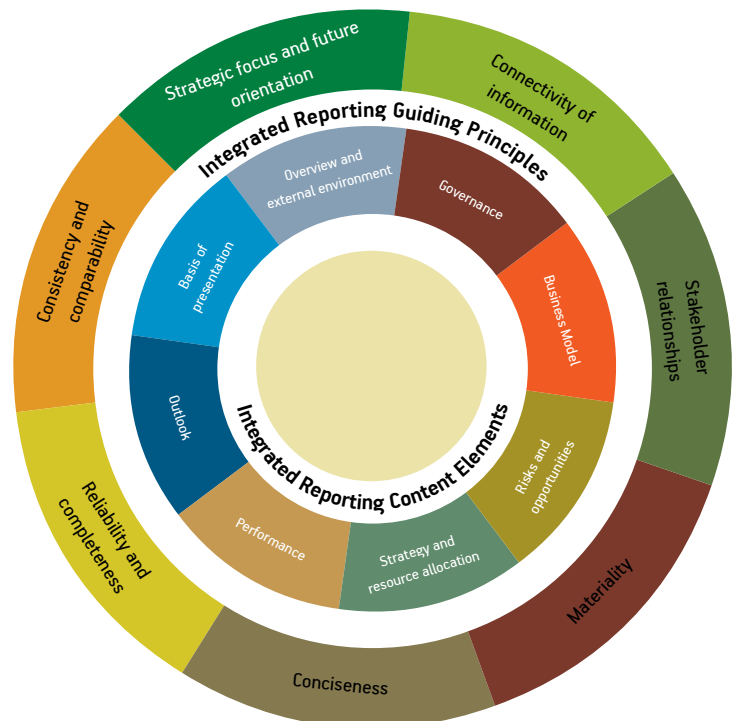 Strategic focus and future
orientation
Connectivity of
information
Stakeholder
relationships
Materiality
Conciseness
Reliability and
completeness
Consistency and
comparability
Integrated Reporting Guiding Principles
Overview and
external environment
Governance
Business Model
Risks and
opportunities
Strategy and
resource allocation
Performance
Outlook
Basis of
presentation
Integrated Reporting Content Elements